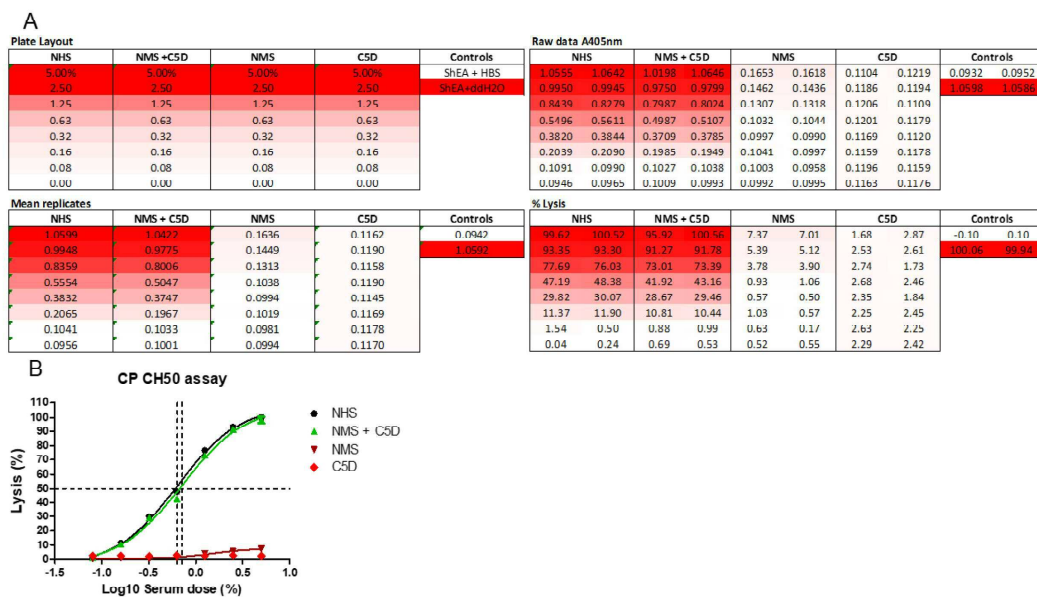 A
Plate Layout
NHS NMS +C5D NMS C5D Controls
5.00% 5.00% 5.00% 5.00% ShEA + HBS
2.50 2.50 2.50 2.50 ShEA+ddH2O
1.25 1.25 1.25 1.25
0.63 0.63 0.63 0.63
0.32 0.32 0.32 0.32
0.16 0.16 0.16 0.16
0.08 0.08 0.08 0.08
0.00 0.00 0.00 0.00
Raw data A405nm
NHS NMS + C5D NMS C5D Controls
1.0555 1.0642 1.0198 1.0646 0.1653 0.1618 0.1104 0.1219 0.0932 0.0952
0.9950 0.9945 0.9750 0.9799 0.1462 0.1436 0.1186 0.1194 1.0598 1.0586
0.8439 0.8279 0.7987 0.8024 0.1307 0.1318 0.1206 0.1109
0.5496 0.5611 0.4987 0.5107 0.1032 0.1044 0.1201 0.1179
0.3820 0.3844 0.3709 0.3785 0.0997 0.0990 0.1169 0.1120
0.2039 0.2090 0.1985 0.1949 0.1041 0.0997 0.1159 0.1178
0.1091 0.0990 0.1027 0.1038 0.1003 0.0958 0.1196 0.1159
0.0946 0.0965 0.1009 0.0993 0.0992 0.0995 0.1163 0.1176
Mean replicates
NHS NMS + C5D NMS C5D Controls
1.0599 1.0422 0.1636 0.1162 0.0942
0.9948 0.9775 0.1449 0.1190 1.0592
0.8359 0.8006 0.1313 0.1158
0.5554 0.5047 0.1038 0.1190
0.3832 0.3747 0.0994 0.1145
0.2065 0.1967 0.1019 0.1169
0.1041 0.1033 0.0981 0.1178
0.0956 0.1001 0.0994 0.1170
% Lysis
NHS NMS + C5D NMS C5D Controls
99.62 100.52 95.92 100.56 7.37 7.01 1.68 2.87 -0.10 0.10
93.35 93.30 91.27 91.78 5.39 5.12 2.53 2.61 100.06 99.94
77.69 76.03 73.01 73.39 3.78 3.90 2.74 1.73
47.19 48.38 41.92 43.16 0.93 1.06 2.68 2.46
29.82 30.07 28.67 29.46 0.57 0.50 2.35 1.84
11.37 11.90 10.81 10.44 1.03 0.57 2.25 2.45
1.54 0.50 0.88 0.99 0.63 0.17 2.63 2.25
0.04 0.24 0.69 0.53 0.52 0.55 2.29 2.42
B
CP CH50 assay
Lysis (%)
110
100
90
80
70
60
50
40
30
20
10
0
-1.5 -1.0 -0.5 0.0 0.5 1.0
Log10 Serum dose (%)
NHS
NMS + C5D
NMS
C5D